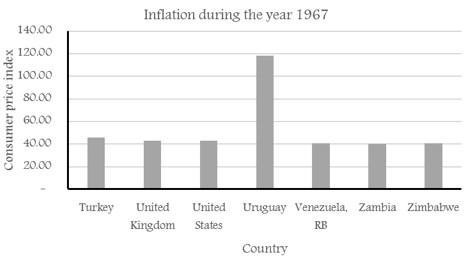 Inflation during the year 1967
Consumer price index
140.00
120.00
100.00
80.00
60.00
40.00
20.00
-
Turkey
United
Kingdom
United
States
Uruguay
Venezuela,
RB
Zambia
Zimbabwe
Country